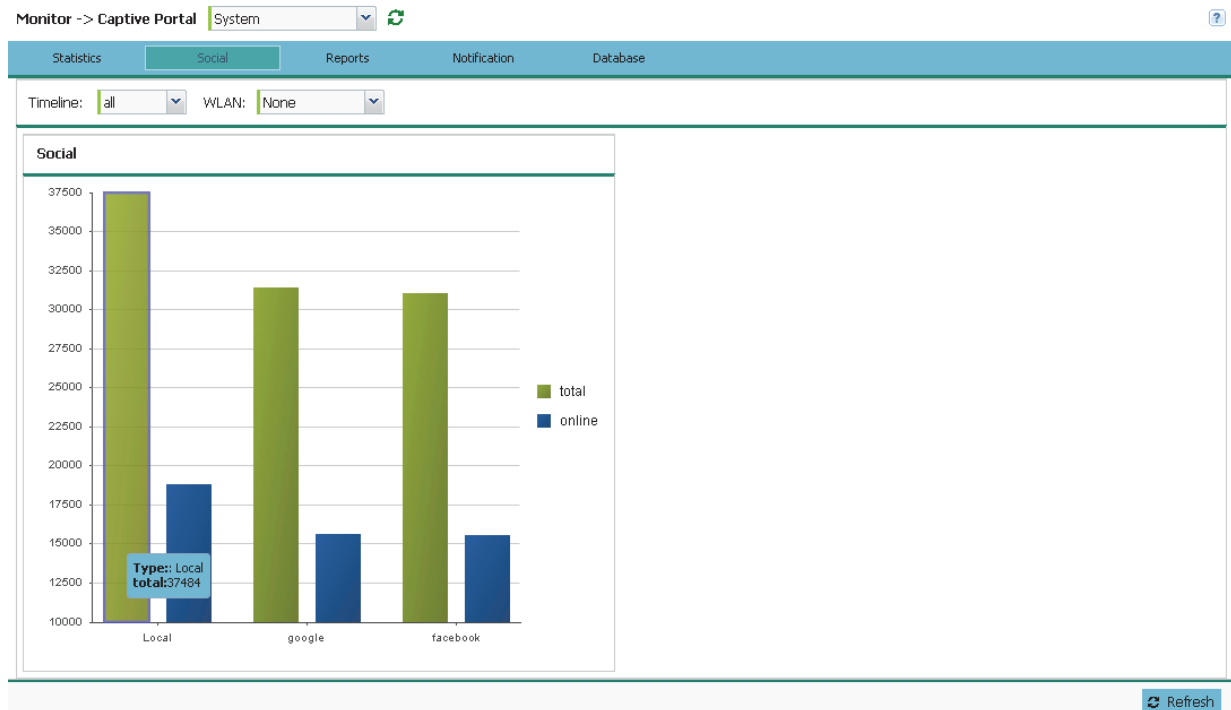 Monitor -> Captive Portal System ?
Statistics Social Reports Notification Database
Timeline: all WLAN: None
Social
37500
35000
32500
30000
27500
25000
22500
20000
17500
15000
12500
10000
Type:: Local
total:37484
Local google facebook
total
online
Refresh